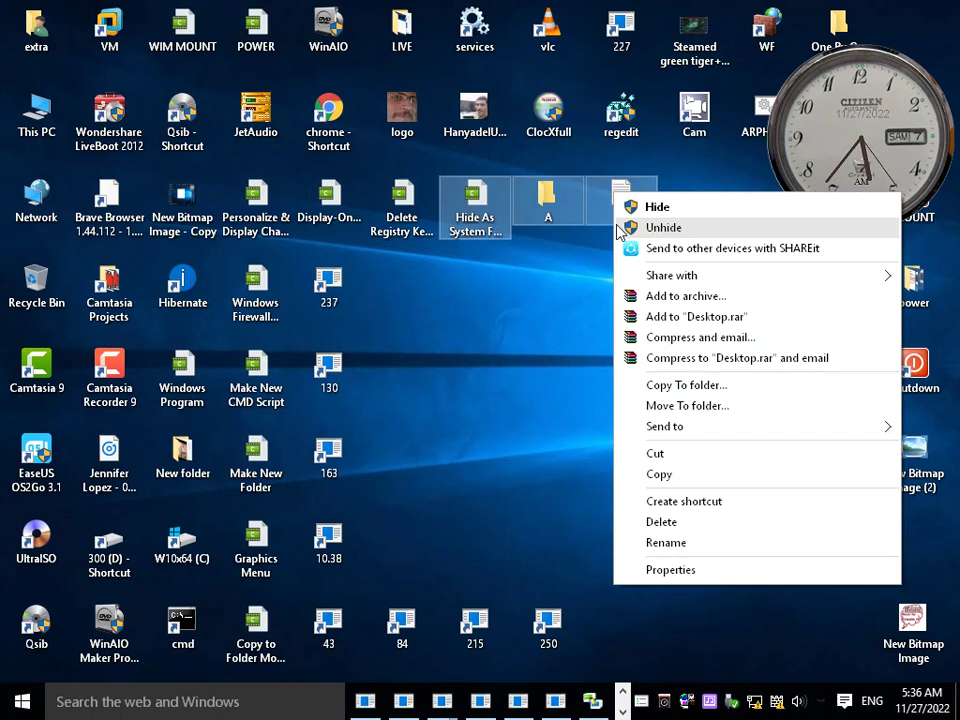 extra
VM
WIM MOUNT
POWER
WinAIO
LIVE
services
vlc
227
Steamed
green tiger+...
WF
This PC
Wondershare
LiveBoot 2012
Qsib -
Shortcut
JetAudio
chrome -
Shortcut
logo
HanyadelU...
ClocXfull
regedit
Cam
CITIZEN
AUTOMATIC
11/27/2022
SAM 7
AM
Network
Brave Browser
1.44.112 - 1....
New Bitmap
Image - Copy
Personalize &
Display Cha...
Display-On...
Delete
Registry Ke...
Hide As
System F...
A
Hide
Unhide
Send to other devices with SHAREit
Share with
Add to archive...
Add to "Desktop.rar"
Compress and email...
Compress to "Desktop.rar" and email
Copy To folder...
Move To folder...
Send to
Cut
Copy
Create shortcut
Delete
Rename
Properties
Recycle Bin
Camtasia
Projects
Hibernate
Windows
Firewall...
237
power
Camtasia 9
Camtasia
Recorder 9
Windows
Program
Make New
CMD Script
130
EaseUS
OS2Go 3.1
Jennifer
Lopez - 0...
New folder
Make New
Folder
163
UltraISO
300 (D) -
Shortcut
W10x64 (C)
Graphics
Menu
10.38
Qsib
WinAIO
Maker Pro...
cmd
Copy to
Folder Mo...
43
84
215
250
New Bitmap
Image
Search the web and Windows
ENG
5:36 AM
11/27/2022